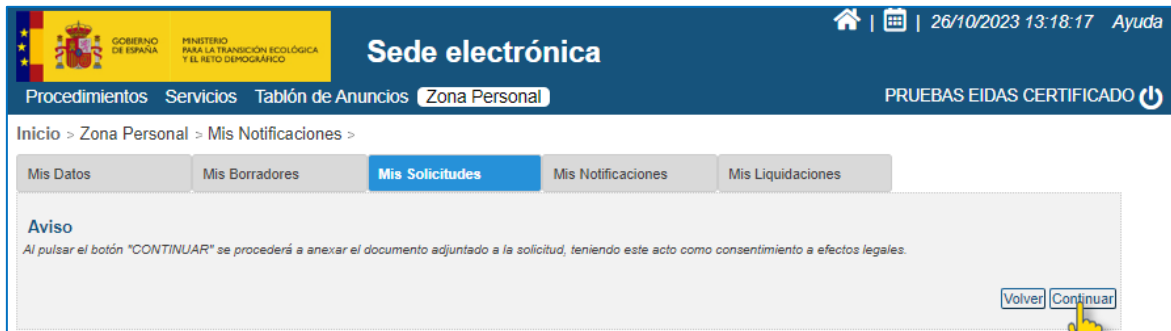 | | 26/10/2023 13:18:17 Ayuda
GOBIERNO
DE ESPAÑA
MINISTERIO
PARA LA TRANSICIÓN ECOLÓGICA
Y EL RETO DEMOGRÁFICO
Sede electrónica
Procedimientos Servicios Tablón de Anuncios Zona Personal PRUEBAS EIDAS CERTIFICADO
Inicio > Zona Personal > Mis Notificaciones >
Mis Datos Mis Borradores Mis Solicitudes Mis Notificaciones Mis Liquidaciones
Aviso
Al pulsar el botón "CONTINUAR" se procederá a anexar el documento adjuntado a la solicitud, teniendo este acto como consentimiento a efectos legales.
Volver Continuar